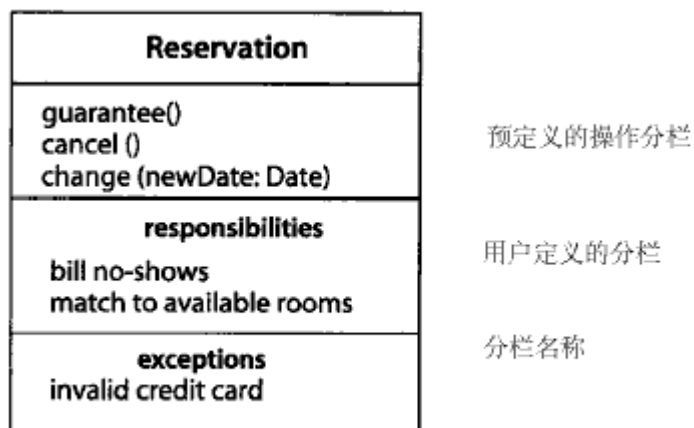 Reservation
guarantee()
cancel ()
change (newDate: Date)
预定义的操作分栏
responsibilities
bill no-shows
match to available rooms
用户定义的分栏
exceptions
invalid credit card
分栏名称